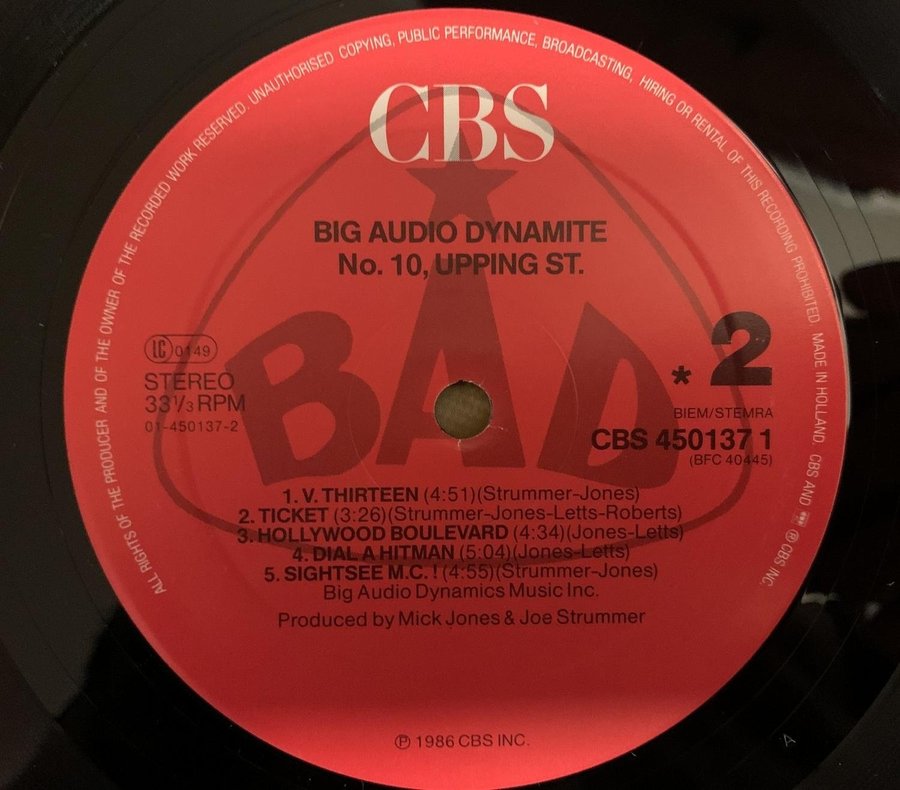 ALL RIGHTS OF THE PRODUCER AND OF THE OWNER OF THE RECORDED WORK RESERVED. UNAUTHORISED COPYING, PUBLIC PERFORMANCE, BROADCASTING, HIRING OR RENTAL OF THIS RECORDING PROHIBITED. MADE IN HOLLAND. CBS AND ℗ CBS INC.
CBS
BIG AUDIO DYNAMITE
No. 10, UPPING ST.
BAD
LC 0149
STEREO
33⅓ RPM
01-450137-2
* 2
BIEM/STEMRA
CBS 450137 1
(BFC 40445)
1. V. THIRTEEN (4:51)(Strummer-Jones)
2. TICKET (3:26)(Strummer-Jones-Letts-Roberts)
3. HOLLYWOOD BOULEVARD (4:34)(Jones-Letts)
4. DIAL A HITMAN (5:04)(Jones-Letts)
5. SIGHTSEE M.C.! (4:55)(Strummer-Jones)
Big Audio Dynamics Music Inc.
Produced by Mick Jones & Joe Strummer
℗ 1986 CBS INC.
A